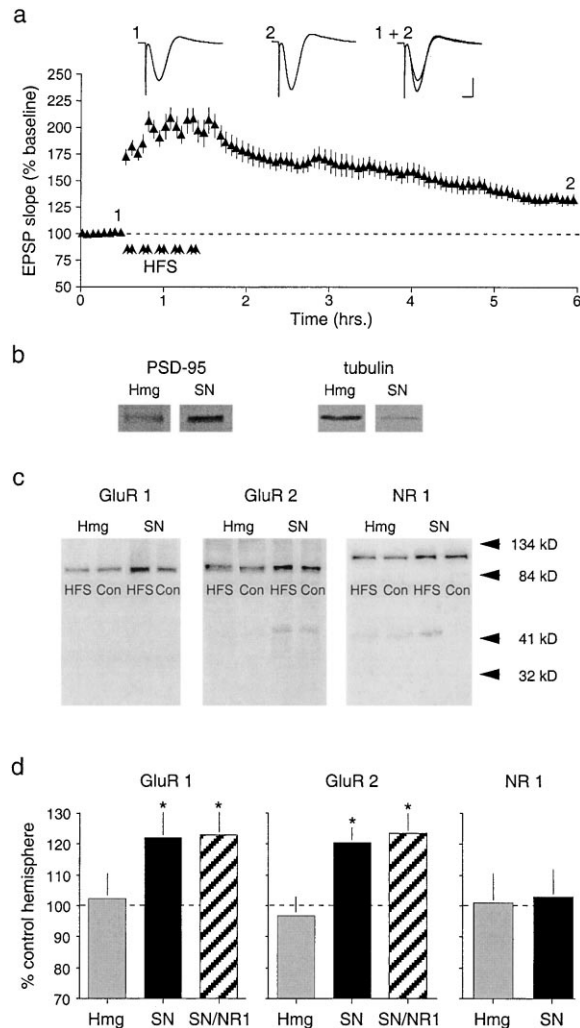 a
1 2 1 + 2
250
225
200
175
150
125
100
75
50
EPSP slope (% baseline)
1
2
HFS
0 1 2 3 4 5 6
Time (hrs.)
b
PSD-95 tubulin
Hmg SN Hmg SN
c
GluR 1 GluR 2 NR 1
Hmg SN Hmg SN Hmg SN
134 kD
84 kD
HFS Con HFS Con HFS Con HFS Con HFS Con HFS Con
41 kD
32 kD
d
GluR 1 GluR 2 NR 1
130
120
110
100
90
80
70
% control hemisphere
* *
* *
Hmg SN SN/NR1 Hmg SN SN/NR1 Hmg SN